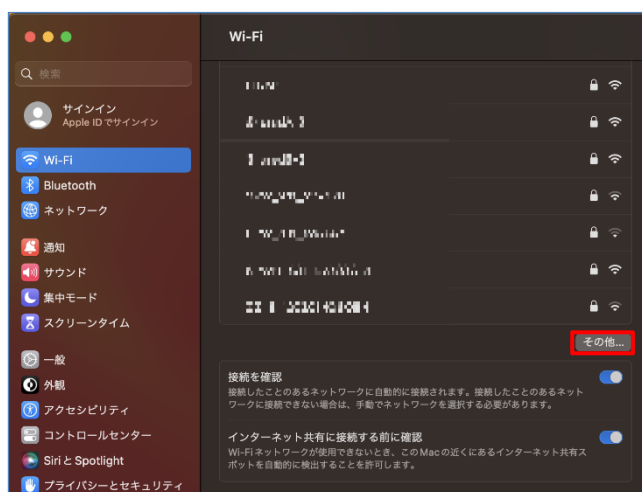 Wi-Fi
検索
サインイン
Apple ID でサインイン
Wi-Fi
Bluetooth
ネットワーク
通知
サウンド
集中モード
スクリーンタイム
一般
外観
アクセシビリティ
コントロールセンター
Siri と Spotlight
プライバシーとセキュリティ
その他...
接続を確認
接続したことのあるネットワークに自動的に接続されます。接続したことのあるネット
ワークに接続できない場合は、手動でネットワークを選択する必要があります。
インターネット共有に接続する前に確認
Wi-Fi ネットワークが使用できないとき、この Mac の近くにあるインターネット共有ス
ポットを自動的に検出することを許可します。